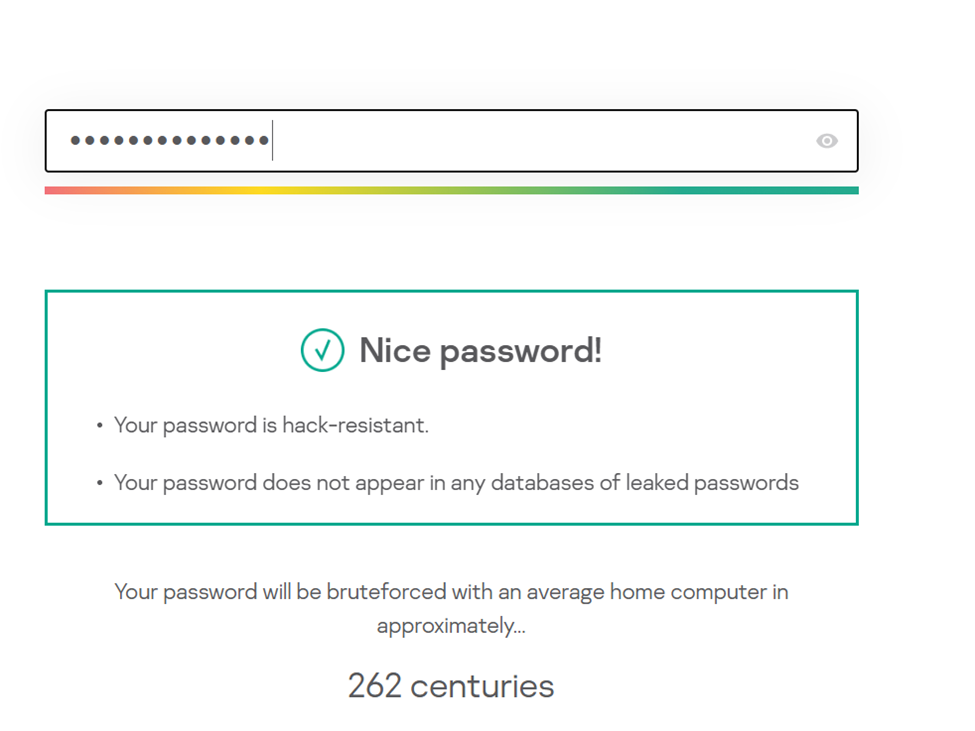 ••••••••••••••
Nice password!
• Your password is hack-resistant.
• Your password does not appear in any databases of leaked passwords
Your password will be bruteforced with an average home computer in
approximately...
262 centuries